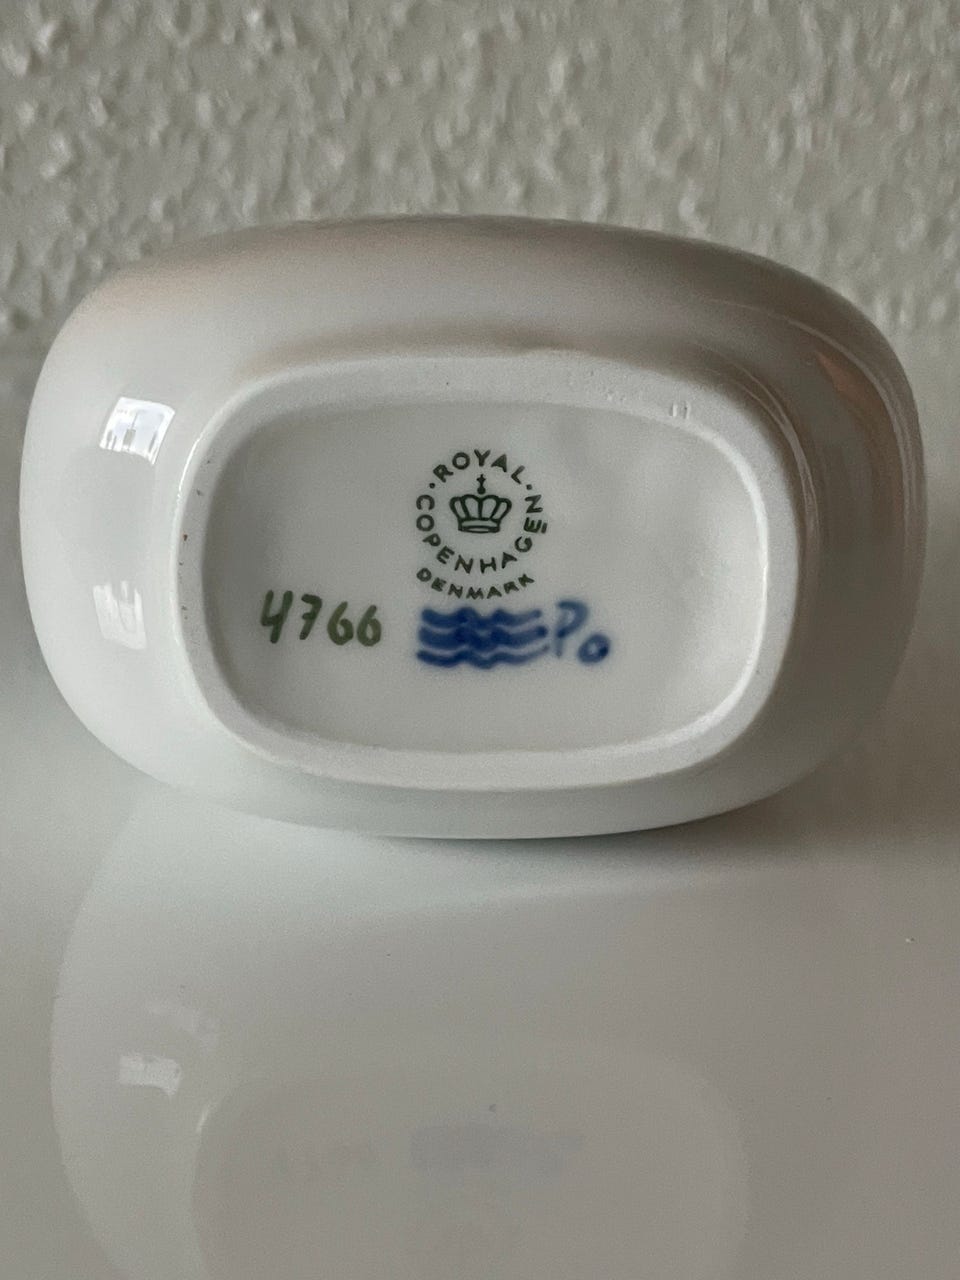 ROYAL
COPENHAGEN
DENMARK
4766
Po